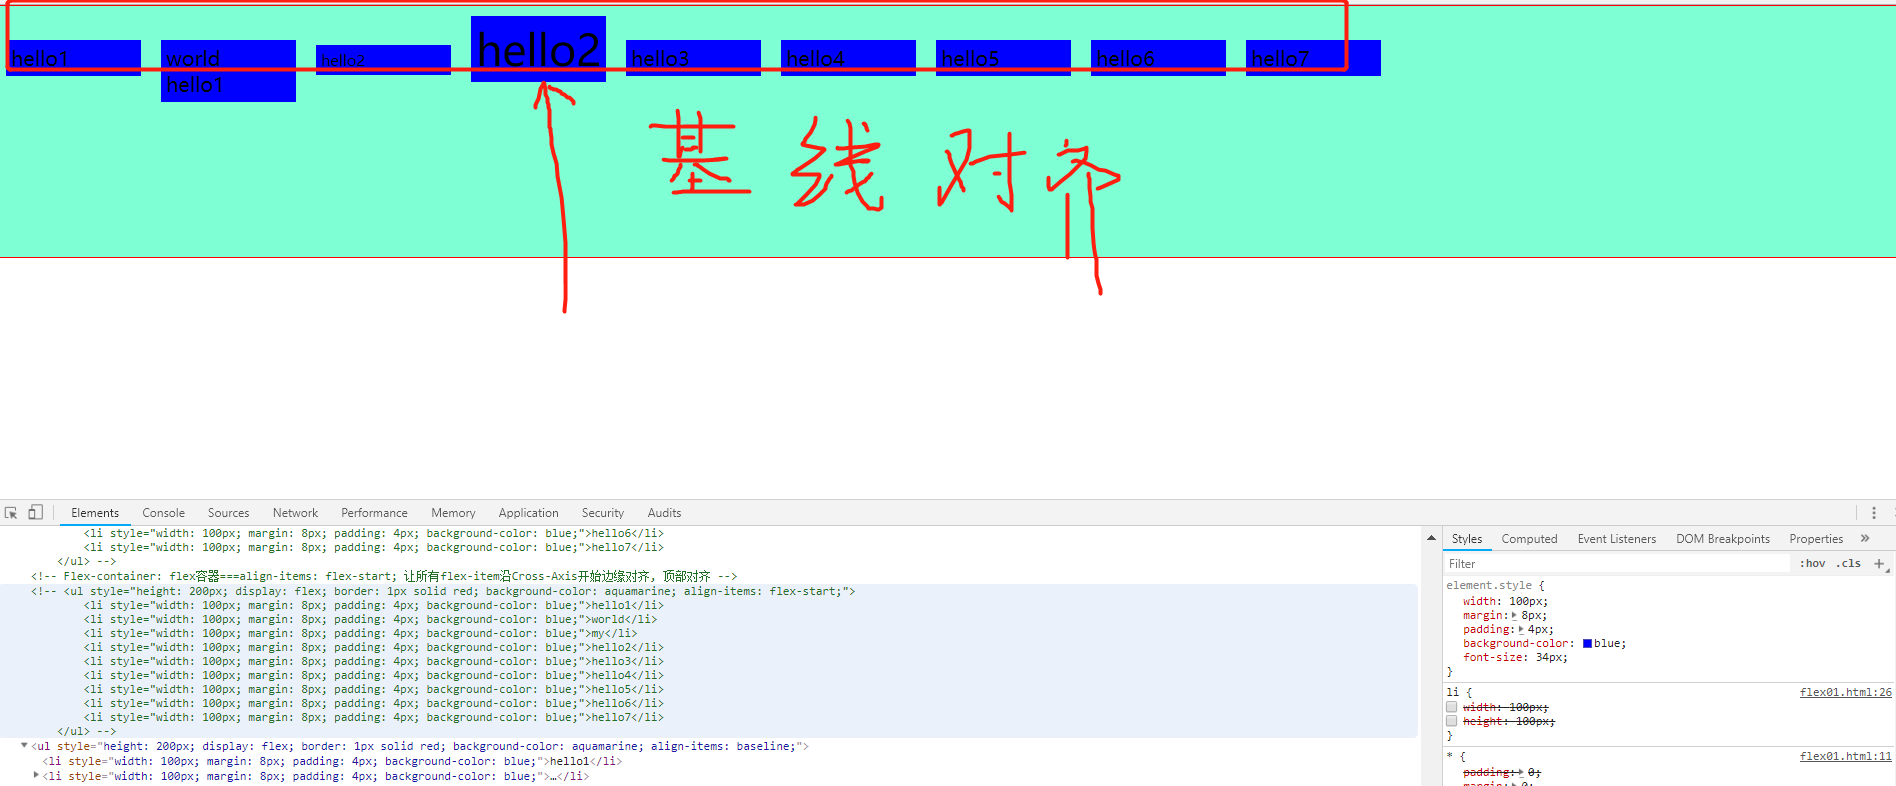 hello1 world hello2 hello2 hello3 hello4 hello5 hello6 hello7
hello1
基线对齐
Elements Console Sources Network Performance Memory Application Security Audits
<li style="width: 100px; margin: 8px; padding: 4px; background-color: blue;">hello6</li>
<li style="width: 100px; margin: 8px; padding: 4px; background-color: blue;">hello7</li>
</ul> -->
<!-- Flex-container: flex容器===align-items: flex-start; 让所有flex-item沿Cross-Axis开始边缘对齐, 顶部对齐 -->
<!-- <ul style="height: 200px; display: flex; border: 1px solid red; background-color: aquamarine; align-items: flex-start;">
<li style="width: 100px; margin: 8px; padding: 4px; background-color: blue;">hello1</li>
<li style="width: 100px; margin: 8px; padding: 4px; background-color: blue;">world</li>
<li style="width: 100px; margin: 8px; padding: 4px; background-color: blue;">my</li>
<li style="width: 100px; margin: 8px; padding: 4px; background-color: blue;">hello2</li>
<li style="width: 100px; margin: 8px; padding: 4px; background-color: blue;">hello3</li>
<li style="width: 100px; margin: 8px; padding: 4px; background-color: blue;">hello4</li>
<li style="width: 100px; margin: 8px; padding: 4px; background-color: blue;">hello5</li>
<li style="width: 100px; margin: 8px; padding: 4px; background-color: blue;">hello6</li>
<li style="width: 100px; margin: 8px; padding: 4px; background-color: blue;">hello7</li>
</ul> -->
<ul style="height: 200px; display: flex; border: 1px solid red; background-color: aquamarine; align-items: baseline;">
<li style="width: 100px; margin: 8px; padding: 4px; background-color: blue;">hello1</li>
<li style="width: 100px; margin: 8px; padding: 4px; background-color: blue;">…</li>
Styles Computed Event Listeners DOM Breakpoints Properties »
Filter :hov .cls +
element.style {
width: 100px;
margin: 8px;
padding: 4px;
background-color: blue;
font-size: 34px;
}
li { flex01.html:26
width: 100px;
height: 100px;
}
* { flex01.html:11
padding: 0;
margin: 0;